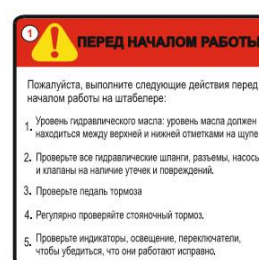 1
ПЕРЕД НАЧАЛОМ РАБОТЫ
Пожалуйста, выполните следующие действия перед
началом работы на штабелере:
1. Уровень гидравлического масла: уровень масла должен
находиться между верхней и нижней отметками на щупе
2. Проверьте все гидравлические шланги, разъемы, насосы
и клапаны на наличие утечек и повреждений.
3. Проверьте педаль тормоза
4. Регулярно проверяйте стояночный тормоз.
5. Проверьте индикаторы, освещение, переключатели,
чтобы убедиться, что они работают исправно.